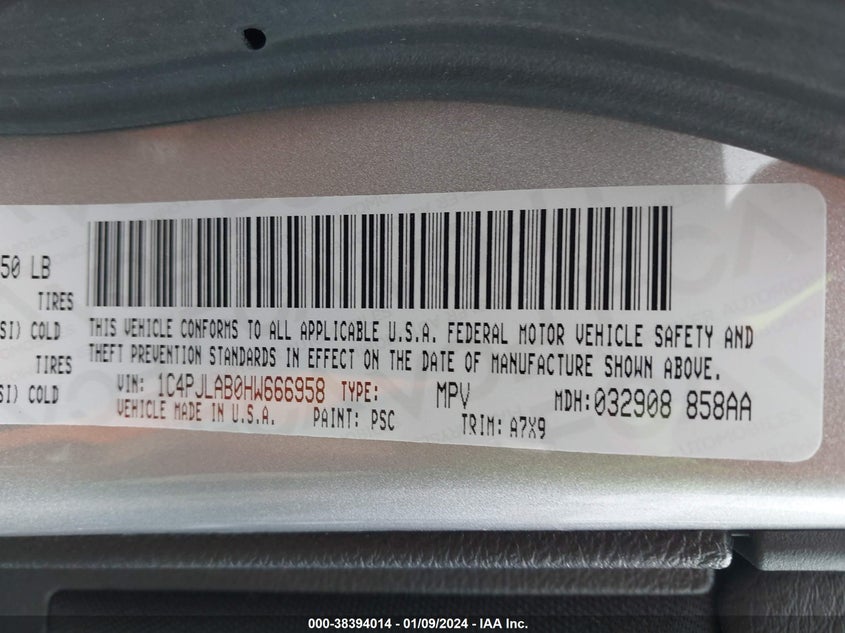 50 LB
TIRES
SI) COLD
TIRES
SI) COLD
THIS VEHICLE CONFORMS TO ALL APPLICABLE U.S.A. FEDERAL MOTOR VEHICLE SAFETY AND
THEFT PREVENTION STANDARDS IN EFFECT ON THE DATE OF MANUFACTURE SHOWN ABOVE.
VIN: 1C4PJLAB0HW666958 TYPE: MPV MDH:032908 858AA
VEHICLE MADE IN U.S.A. PAINT: PSC TRIM: A7X9
000-38394014 - 01/09/2024 - IAA Inc.